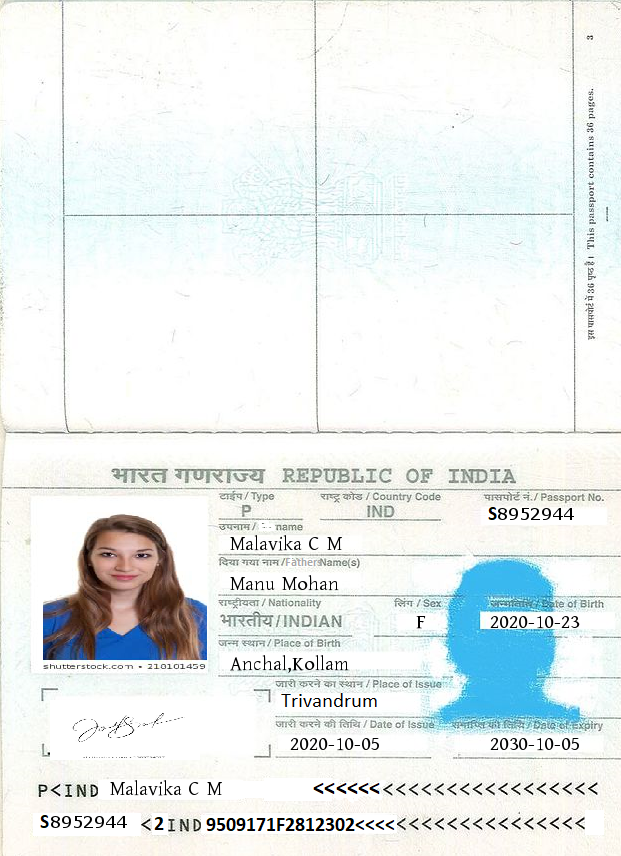 3
इस पासपोर्ट में 36 पृष्ठ हैं। This passport contains 36 pages.
भारत गणराज्य REPUBLIC OF INDIA
टाईप / Type राष्ट्र कोड / Country Code पासपोर्ट नं. / Passport No.
P IND S8952944
उपनाम / name
Malavika C M
दिया गया नाम /FathersName(s)
Manu Mohan
राष्ट्रीयता / Nationality लिंग / Sex जन्मतिथि / Date of Birth
भारतीय/INDIAN F 2020-10-23
जन्म स्थान / Place of Birth
Anchal,Kollam
shutterstock.com • 218101459
जारी करने का स्थान / Place of Issue
Trivandrum
जारी करने की तिथि / Date of Issue समाप्ति की तिथि / Date of Expiry
2020-10-05 2030-10-05
P<IND Malavika C M <<<<<<<<<<<<<<<<<<<<<<<
S8952944 <2IND 9509171F2812302<<<<<<<<<<<<<<<<<<